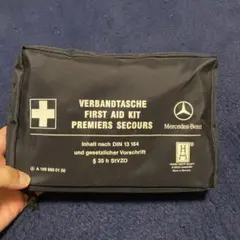 VERBANDTASCHE
FIRST AID KIT
PREMIERS SECOURS
Mercedes-Benz
Inhalt nach DIN 13 164
und gesetzlicher Vorschrift
§ 35 h StVZO